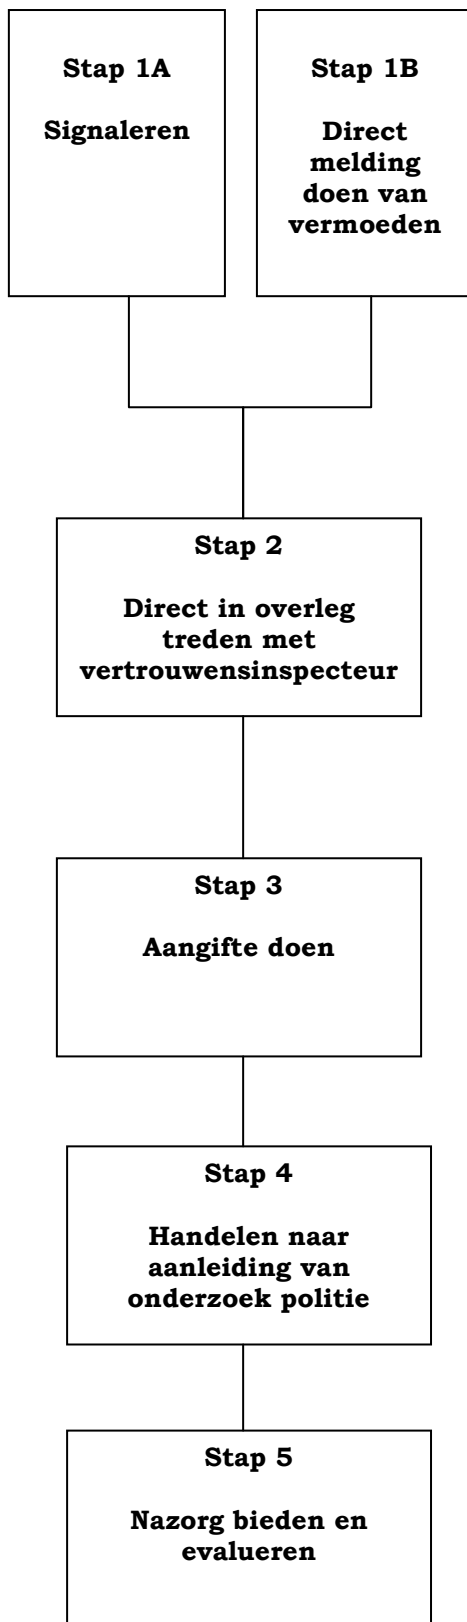 Stap 1A
Signaleren
Stap 1B
Direct
melding
doen van
vermoeden
Stap 2
Direct in overleg
treden met
vertrouwensinspecteur
Stap 3
Aangifte doen
Stap 4
Handelen naar
aanleiding van
onderzoek politie
Stap 5
Nazorg bieden en
evalueren